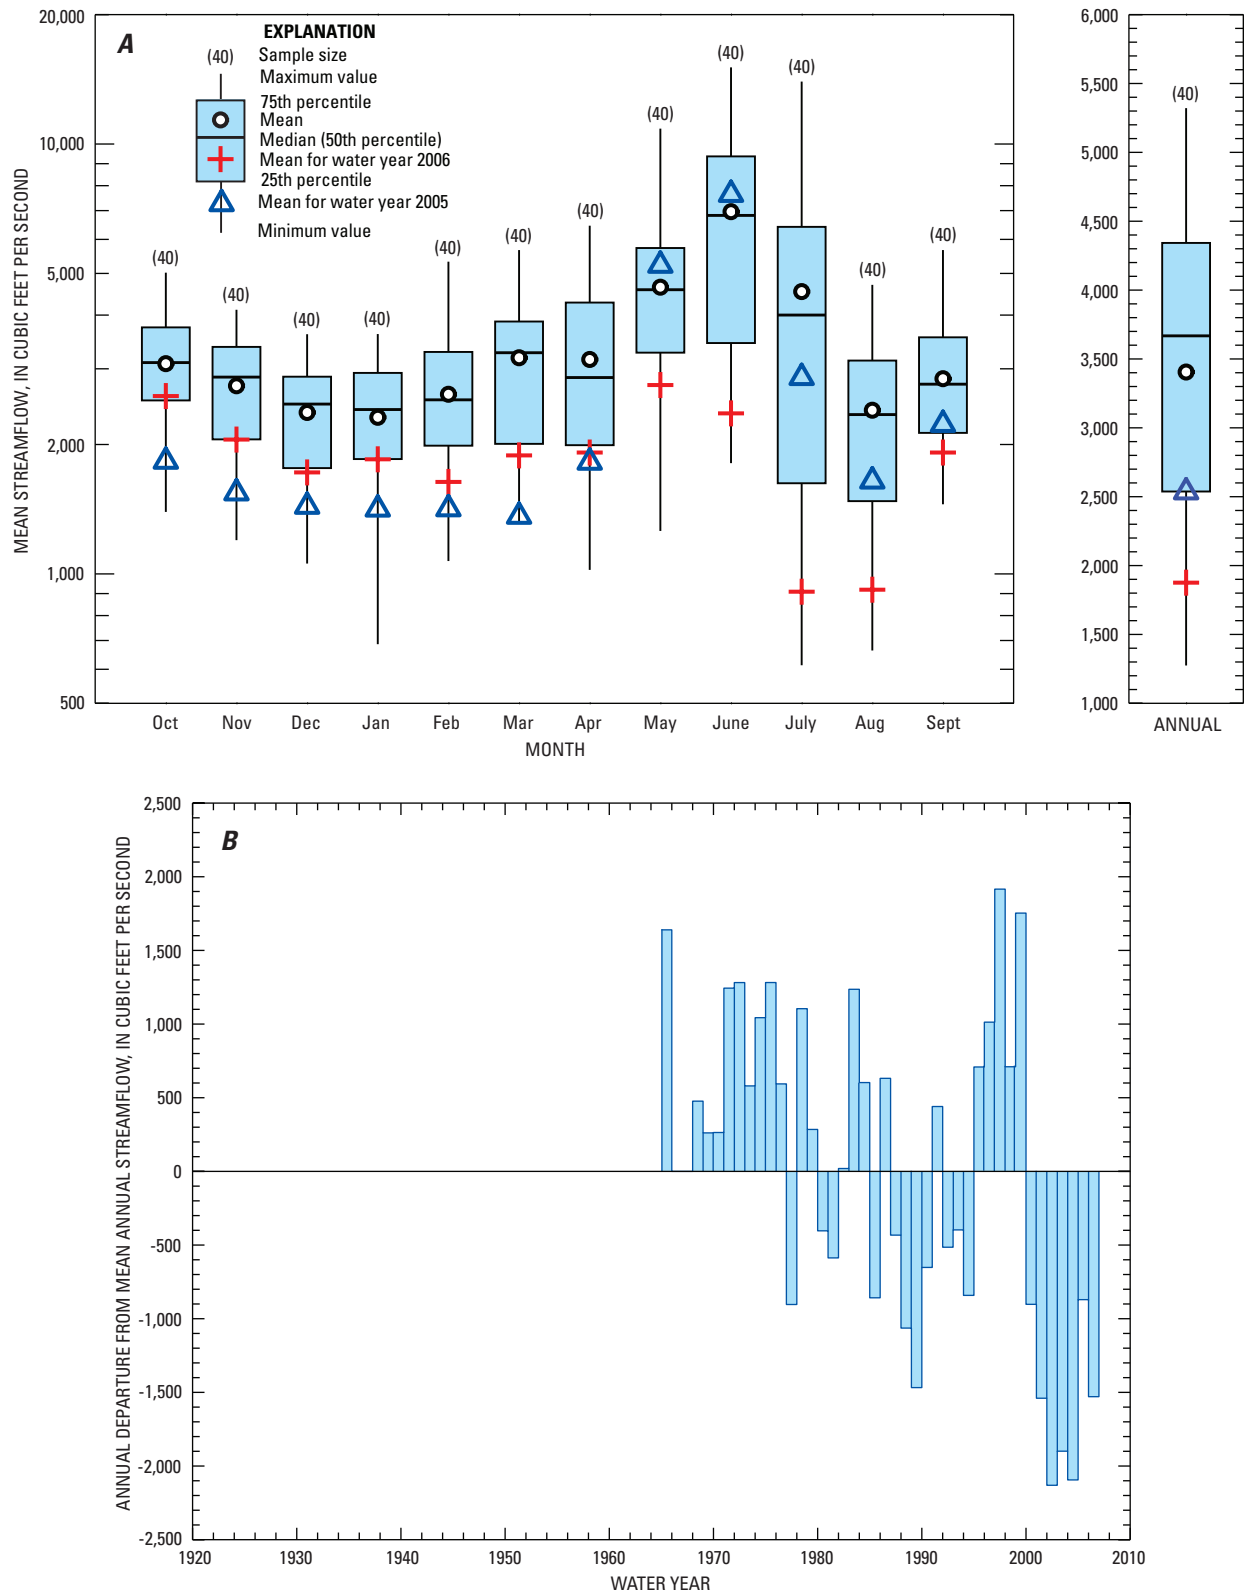 A
EXPLANATION
(40) Sample size
Maximum value
75th percentile
Mean
Median (50th percentile)
Mean for water year 2006
25th percentile
Mean for water year 2005
Minimum value
MEAN STREAMFLOW, IN CUBIC FEET PER SECOND
20,000
10,000
5,000
2,000
1,000
500
(40) (40) (40) (40) (40) (40) (40) (40) (40) (40) (40) (40)
Oct Nov Dec Jan Feb Mar Apr May June July Aug Sept
MONTH
6,000
5,500
5,000
4,500
4,000
3,500
3,000
2,500
2,000
1,500
1,000
(40)
ANNUAL
B
ANNUAL DEPARTURE FROM MEAN ANNUAL STREAMFLOW, IN CUBIC FEET PER SECOND
2,500
2,000
1,500
1,000
500
0
-500
-1,000
-1,500
-2,000
-2,500
1920 1930 1940 1950 1960 1970 1980 1990 2000 2010
WATER YEAR